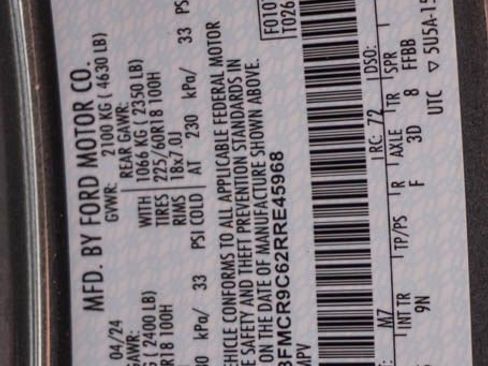 MFD. BY FORD MOTOR CO.
04/24 GVWR: 2100 KG ( 4630 LB)
GAWR: REAR GAWR:
( 2400 LB) WITH 1066 KG ( 2350 LB)
R18 100H TIRES 225/60R18 100H
RIMS 18x7.0J
kPa/ 33 PSI COLD AT 230 kPa/ 33
VEHICLE CONFORMS TO ALL APPLICABLE FEDERAL MOTOR
SAFETY AND THEFT PREVENTION STANDARDS IN
ON THE DATE OF MANUFACTURE SHOWN ABOVE.
FMCR9C62RRE45968
MPV
M7 RC: 72 DSO:
INT TR TP/PS R AXLE TR SPR
9N F 3D 8 FFBB
UTC ▽ 5U5A-15